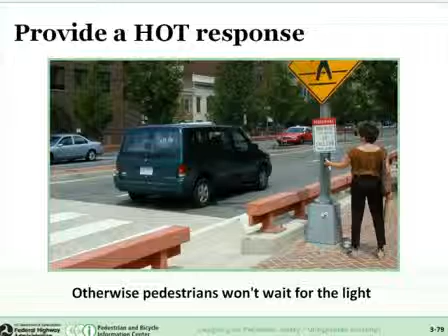 Provide a HOT response
Otherwise pedestrians won't wait for the light
Federal Highway
Administration
Pedestrian and Bicycle
Information Center
3-79